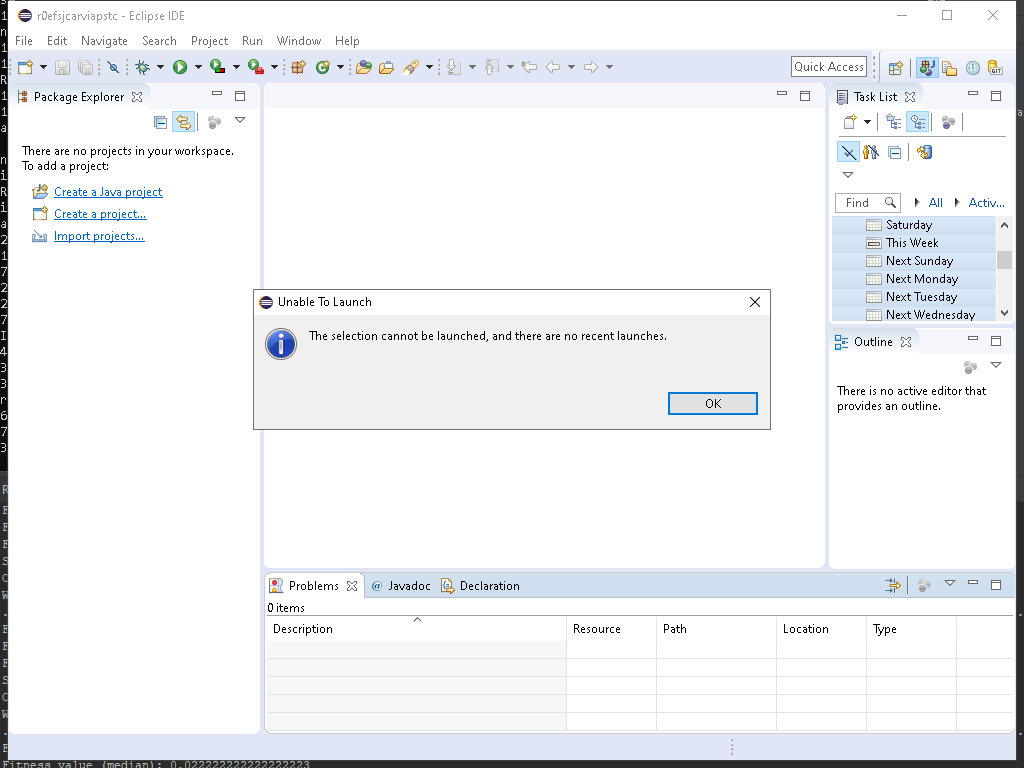 r0efsjcarviapstc - Eclipse IDE
File Edit Navigate Search Project Run Window Help
Quick Access
Package Explorer
There are no projects in your workspace.
To add a project:
Create a Java project
Create a project...
Import projects...
Task List
Find All Activ...
Saturday
This Week
Next Sunday
Next Monday
Next Tuesday
Next Wednesday
Unable To Launch
The selection cannot be launched, and there are no recent launches.
OK
Outline
There is no active editor that
provides an outline.
Problems @ Javadoc Declaration
0 items
Description Resource Path Location Type
Fitness value (median): 0.022222222222222223